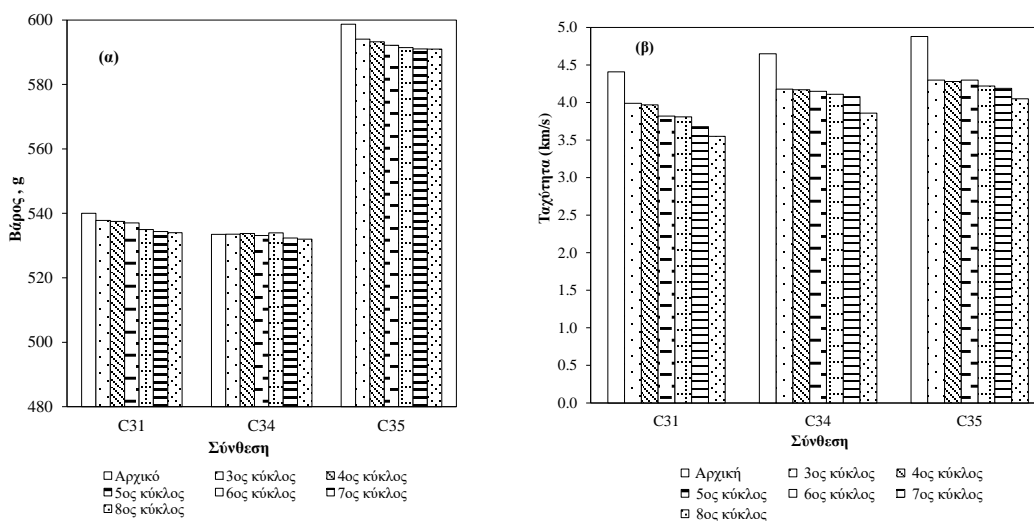 (α)
Βάρος , g
600
580
560
540
520
500
480
C31 C34 C35
Σύνθεση
Αρχικό 3ος κύκλος 4ος κύκλος
5ος κύκλος 6ος κύκλος 7ος κύκλος
8ος κύκλος
(β)
Ταχύτητα (km/s)
5.0
4.5
4.0
3.5
3.0
2.5
2.0
1.5
1.0
0.5
0.0
C31 C34 C35
Σύνθεση
Αρχική 3ος κύκλος 4ος κύκλος
5ος κύκλος 6ος κύκλος 7ος κύκλος
8ος κύκλος